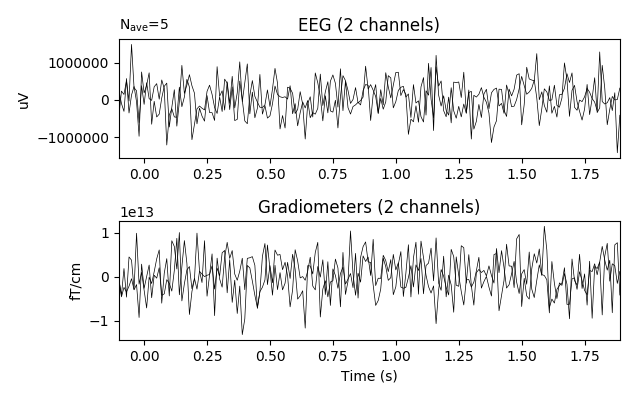 N_ave=5
EEG (2 channels)
1000000
0
−1000000
uV
0.00 0.25 0.50 0.75 1.00 1.25 1.50 1.75
1e13
Gradiometers (2 channels)
1
0
−1
fT/cm
0.00 0.25 0.50 0.75 1.00 1.25 1.50 1.75
Time (s)